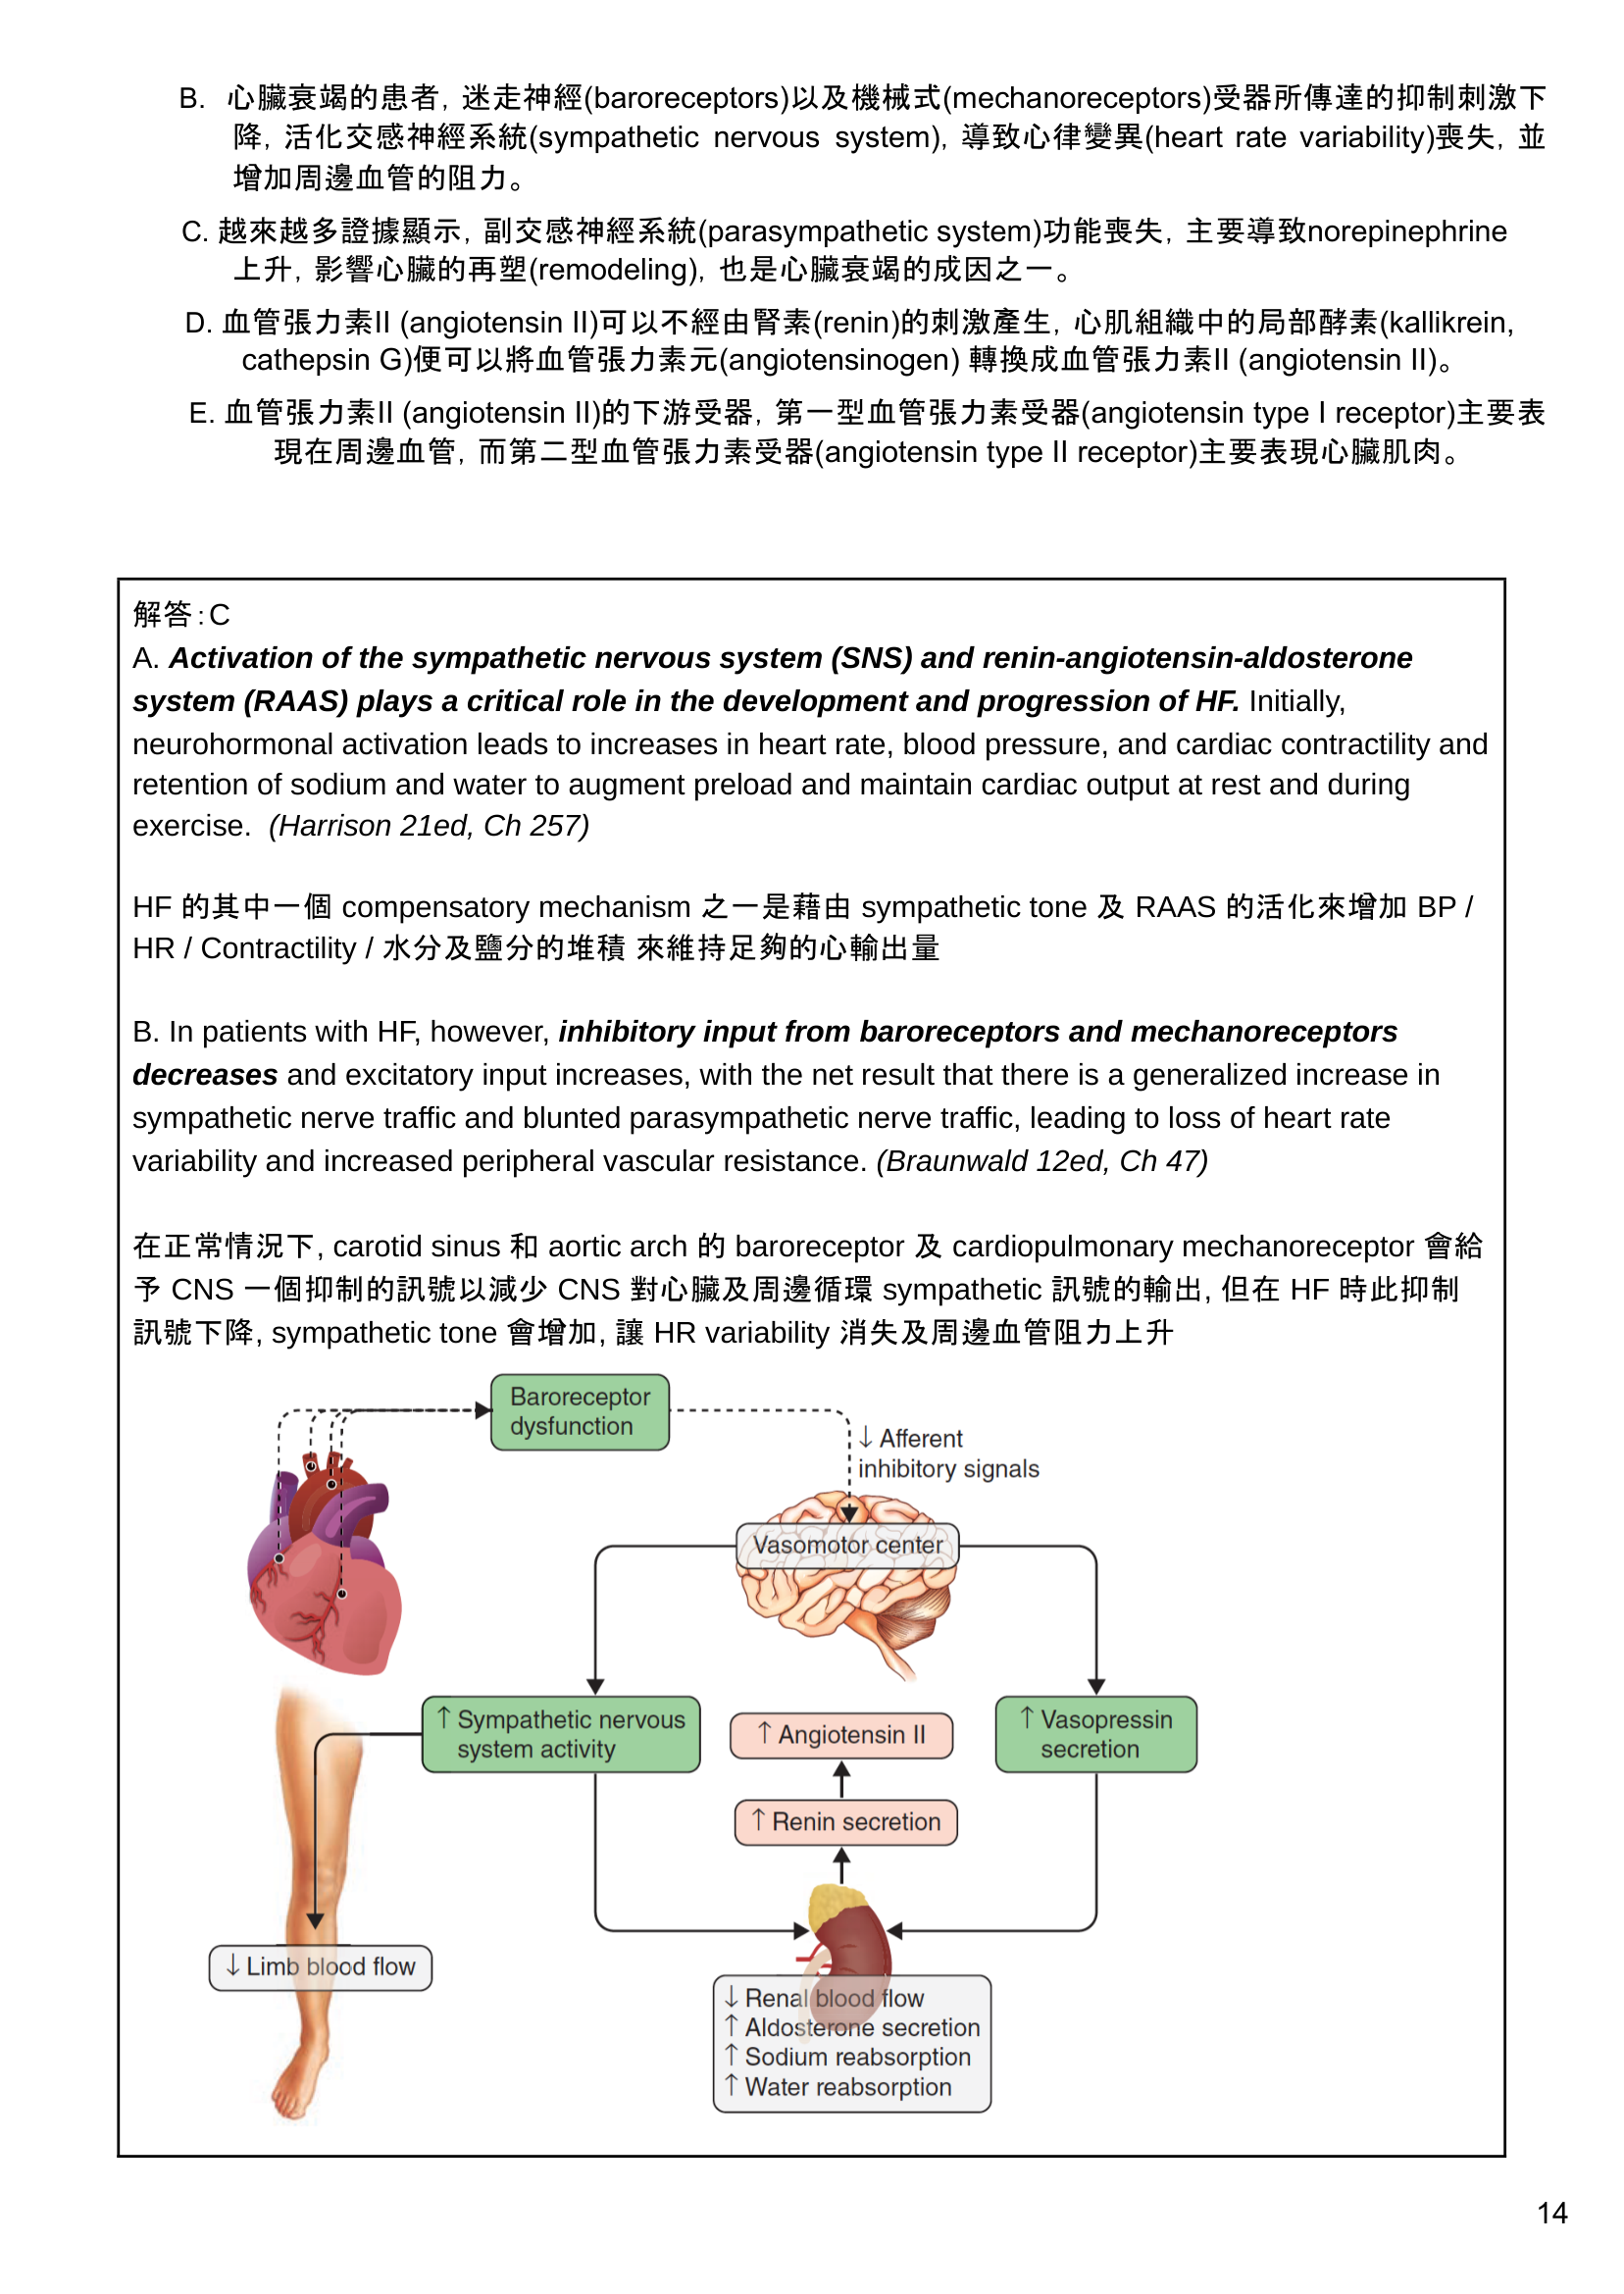 B. 心臟衰竭的患者, 迷走神經(baroreceptors)以及機械式(mechanoreceptors)受器所傳達的抑制刺激下
降, 活化交感神經系統(sympathetic nervous system), 導致心律變異(heart rate variability)喪失, 並
增加周邊血管的阻力。
C. 越來越多證據顯示, 副交感神經系統(parasympathetic system)功能喪失, 主要導致norepinephrine
上升, 影響心臟的再塑(remodeling), 也是心臟衰竭的成因之一。
D. 血管張力素II (angiotensin II)可以不經由腎素(renin)的刺激產生, 心肌組織中的局部酵素(kallikrein,
cathepsin G)便可以將血管張力素元(angiotensinogen) 轉換成血管張力素II (angiotensin II)。
E. 血管張力素II (angiotensin II)的下游受器, 第一型血管張力素受器(angiotensin type I receptor)主要表
現在周邊血管, 而第二型血管張力素受器(angiotensin type II receptor)主要表現心臟肌肉。
解答:C
A. Activation of the sympathetic nervous system (SNS) and renin-angiotensin-aldosterone
system (RAAS) plays a critical role in the development and progression of HF. Initially,
neurohormonal activation leads to increases in heart rate, blood pressure, and cardiac contractility and
retention of sodium and water to augment preload and maintain cardiac output at rest and during
exercise. (Harrison 21ed, Ch 257)
HF 的其中一個 compensatory mechanism 之一是藉由 sympathetic tone 及 RAAS 的活化來增加 BP /
HR / Contractility / 水分及鹽分的堆積 來維持足夠的心輸出量
B. In patients with HF, however, inhibitory input from baroreceptors and mechanoreceptors
decreases and excitatory input increases, with the net result that there is a generalized increase in
sympathetic nerve traffic and blunted parasympathetic nerve traffic, leading to loss of heart rate
variability and increased peripheral vascular resistance. (Braunwald 12ed, Ch 47)
在正常情況下, carotid sinus 和 aortic arch 的 baroreceptor 及 cardiopulmonary mechanoreceptor 會給
予 CNS 一個抑制的訊號以減少 CNS 對心臟及周邊循環 sympathetic 訊號的輸出, 但在 HF 時此抑制
訊號下降, sympathetic tone 會增加, 讓 HR variability 消失及周邊血管阻力上升
Baroreceptor
dysfunction
↓ Afferent
inhibitory signals
Vasomotor center
↑ Sympathetic nervous
system activity
↑ Angiotensin II
↑ Vasopressin
secretion
↑ Renin secretion
↓ Limb blood flow
↓ Renal blood flow
↑ Aldosterone secretion
↑ Sodium reabsorption
↑ Water reabsorption
14